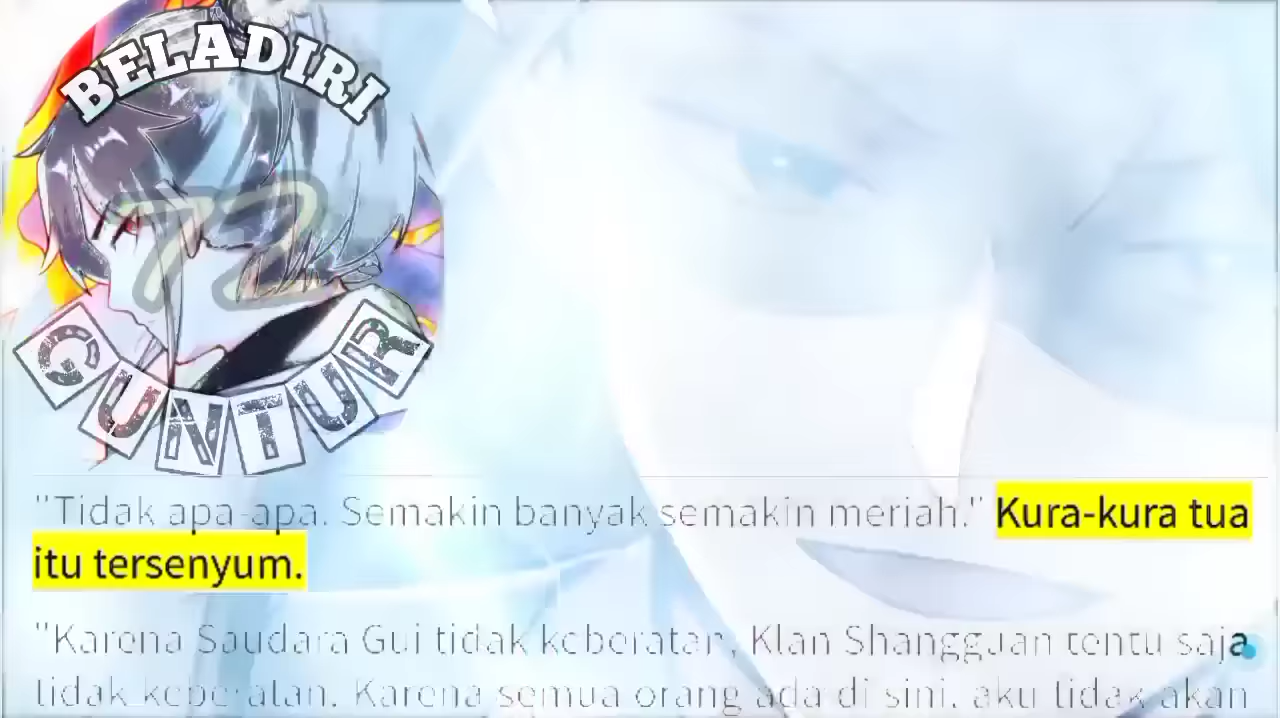 BELADIRI
72
GUNTUR
"Tidak apa-apa. Semakin banyak semakin meriah." Kura-kura tua
itu tersenyum.
"Karena Saudara Gui tidak keberatan, Klan Shangguan tentu saja
tidak keberatan. Karena semua orang ada di sini, aku tidak akan